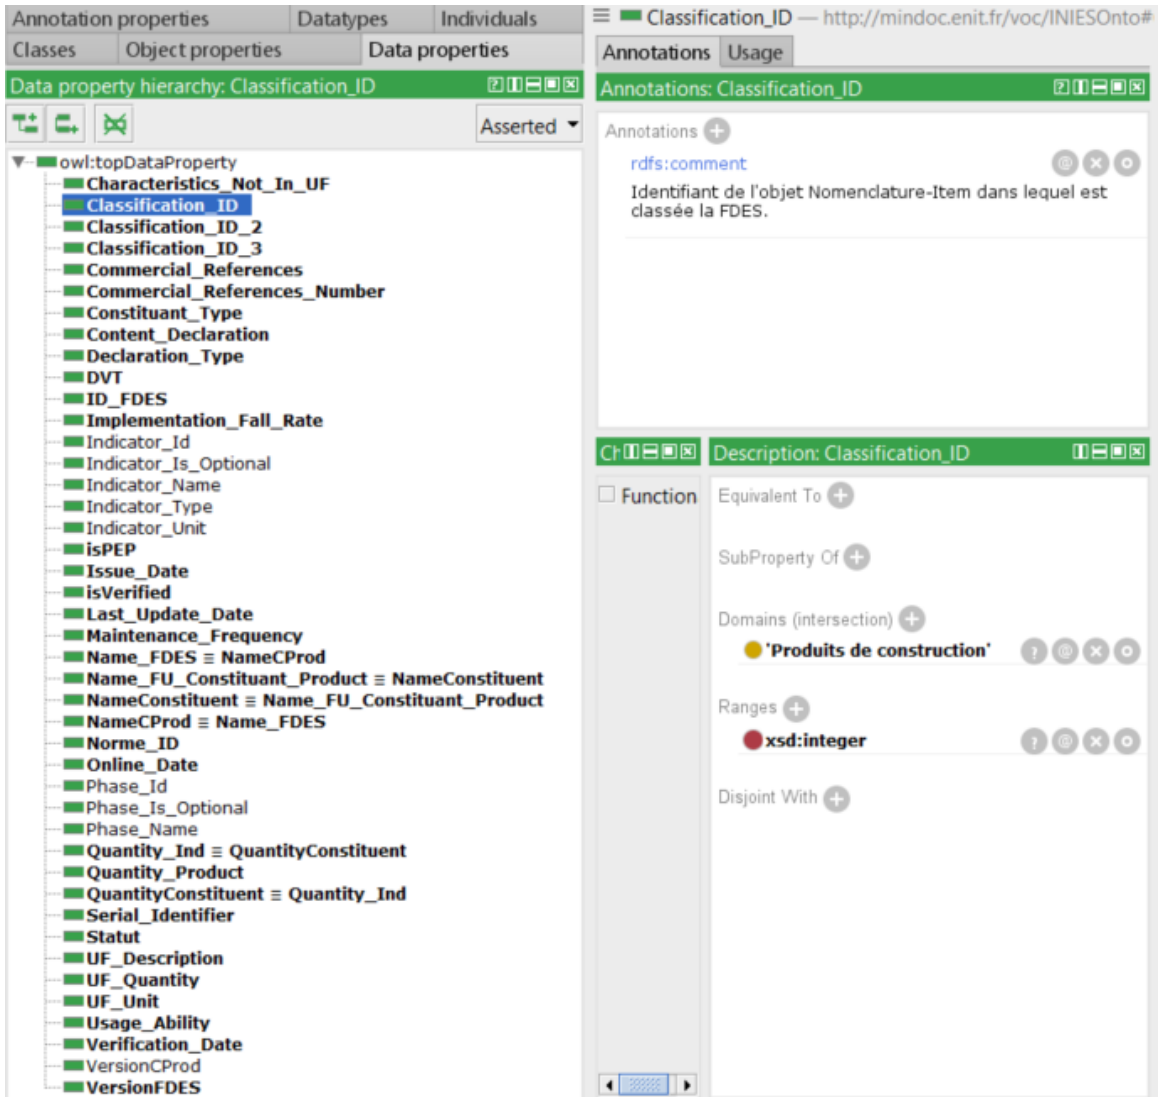 Annotation properties Datatypes Individuals
Classes Object properties Data properties
Data property hierarchy: Classification_ID
Asserted
owl:topDataProperty
Characteristics_Not_In_UF
Classification_ID
Classification_ID_2
Classification_ID_3
Commercial_References
Commercial_References_Number
Constituant_Type
Content_Declaration
Declaration_Type
DVT
ID_FDES
Implementation_Fall_Rate
Indicator_Id
Indicator_Is_Optional
Indicator_Name
Indicator_Type
Indicator_Unit
isPEP
Issue_Date
isVerified
Last_Update_Date
Maintenance_Frequency
Name_FDES ≡ NameCProd
Name_FU_Constituant_Product ≡ NameConstituent
NameConstituent ≡ Name_FU_Constituant_Product
NameCProd ≡ Name_FDES
Norme_ID
Online_Date
Phase_Id
Phase_Is_Optional
Phase_Name
Quantity_Ind ≡ QuantityConstituent
Quantity_Product
QuantityConstituent ≡ Quantity_Ind
Serial_Identifier
Statut
UF_Description
UF_Quantity
UF_Unit
Usage_Ability
Verification_Date
VersionCProd
VersionFDES
Classification_ID — http://mindoc.enit.fr/voc/INIESOnto#
Annotations Usage
Annotations: Classification_ID
Annotations
rdfs:comment
Identifiant de l'objet Nomenclature-Item dans lequel est
classée la FDES.
Ch
Function
Description: Classification_ID
Equivalent To
SubProperty Of
Domains (intersection)
'Produits de construction'
Ranges
xsd:integer
Disjoint With